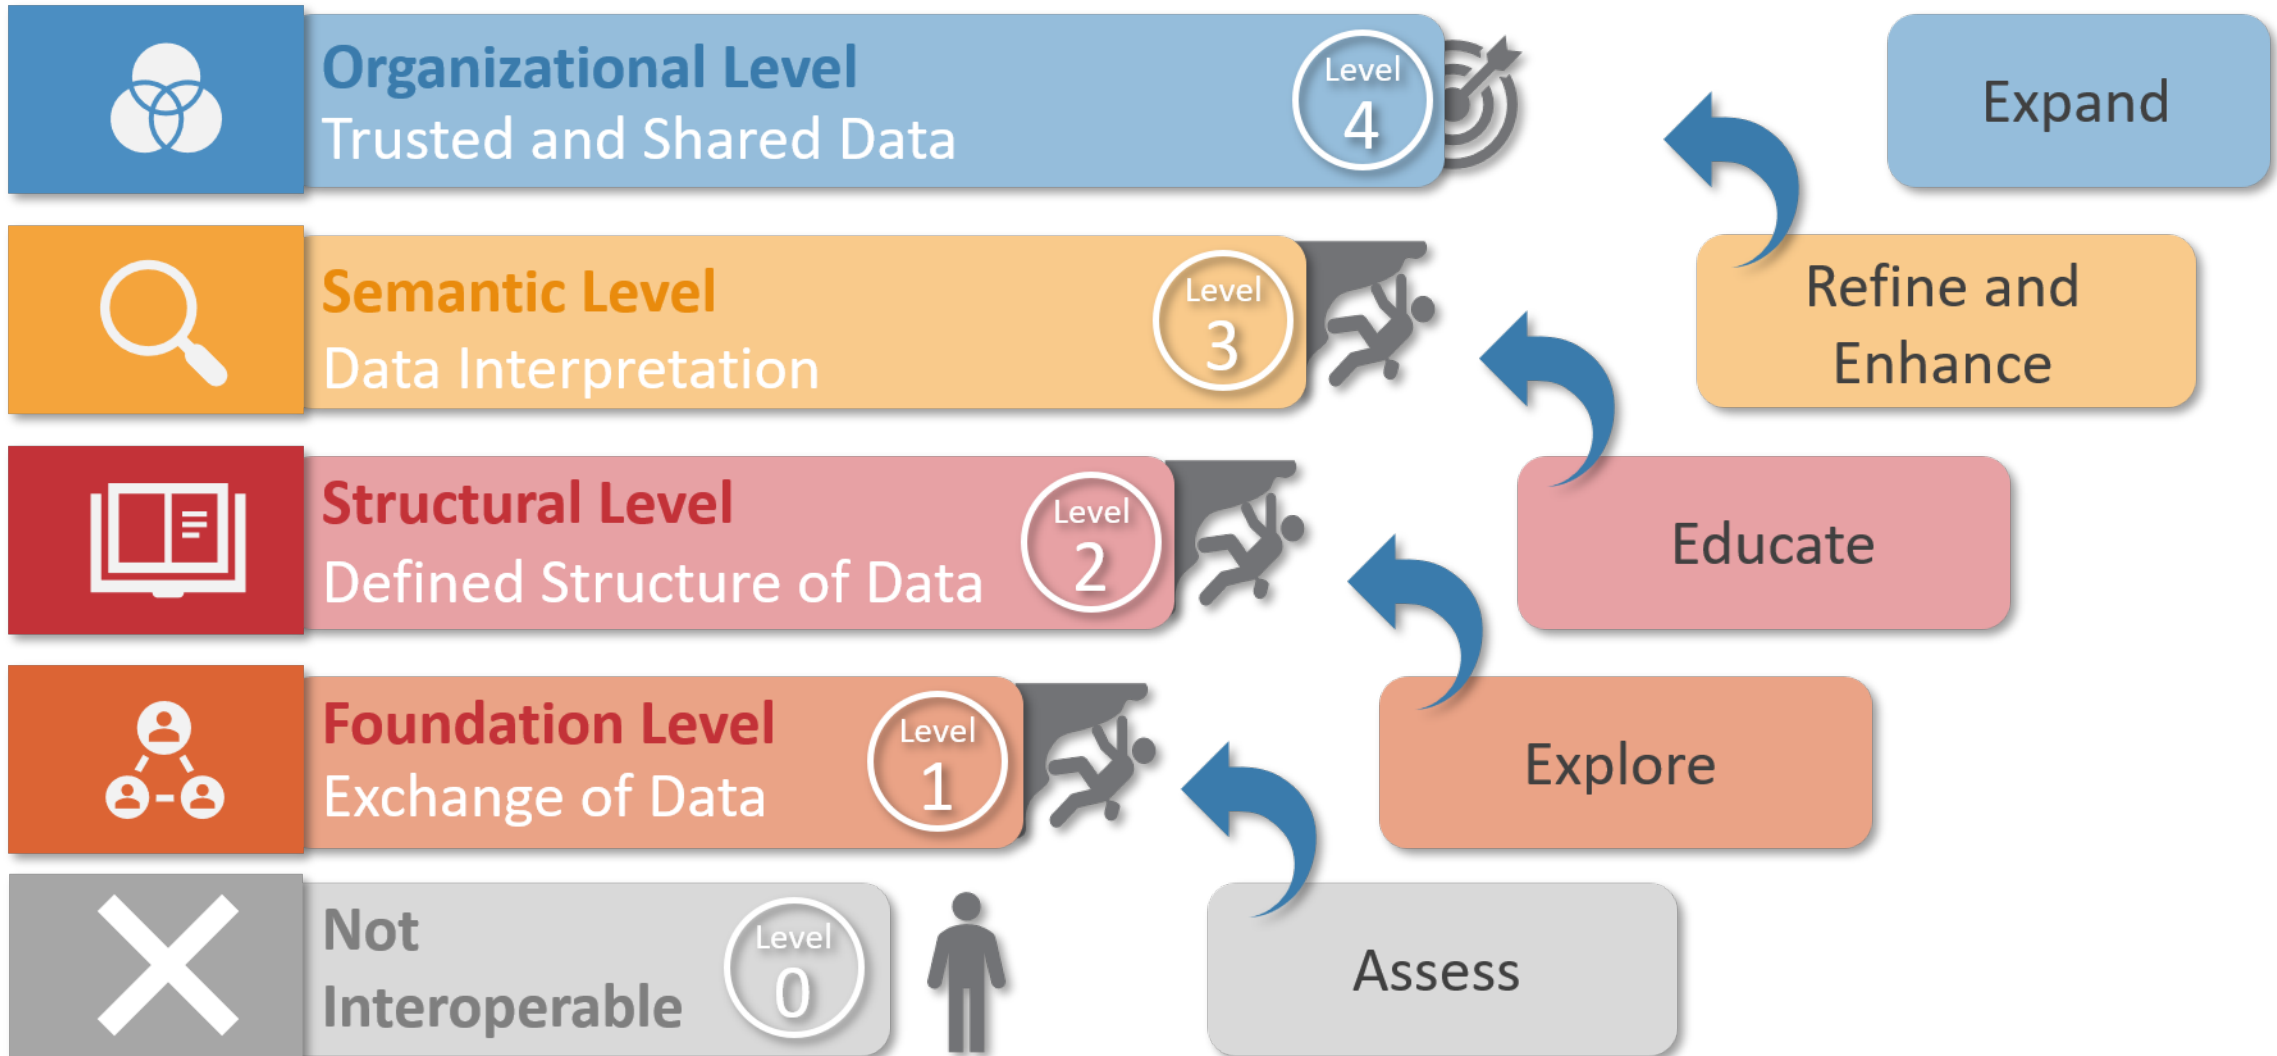 Organizational Level
Trusted and Shared Data
Level
4
Expand
Semantic Level
Data Interpretation
Level
3
Refine and
Enhance
Structural Level
Defined Structure of Data
Level
2
Educate
Foundation Level
Exchange of Data
Level
1
Explore
Not
Interoperable
Level
0
Assess